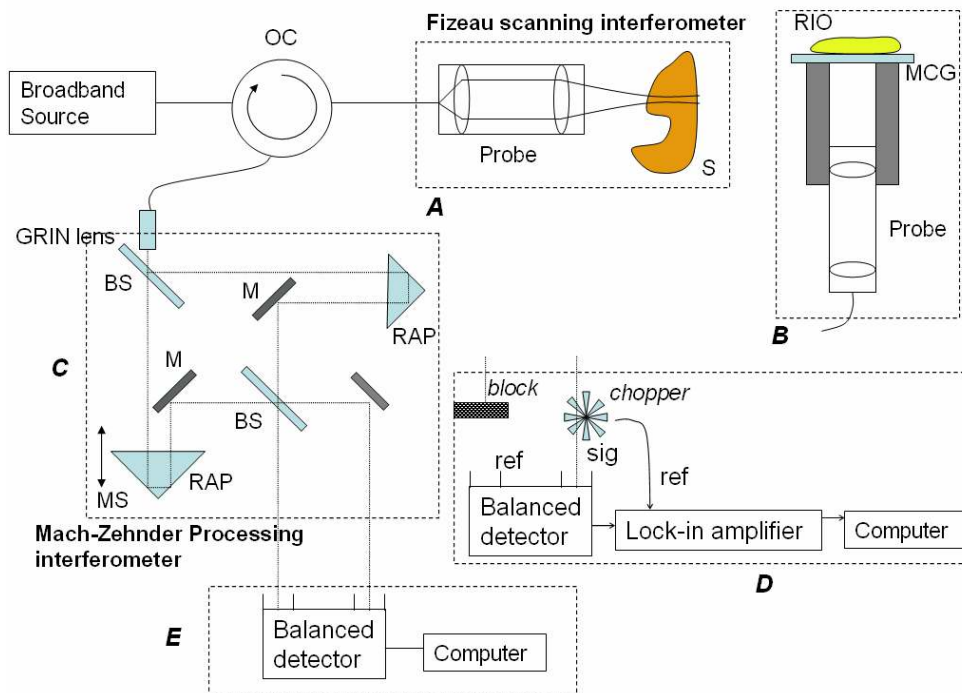 Fizeau scanning interferometer
OC
Broadband
Source
Probe
S
A
RIO
MCG
Probe
B
GRIN lens
BS
M
RAP
C
M
BS
MS
RAP
Mach-Zehnder Processing
interferometer
block
chopper
sig
ref
ref
Balanced
detector
Lock-in amplifier
Computer
D
E
Balanced
detector
Computer